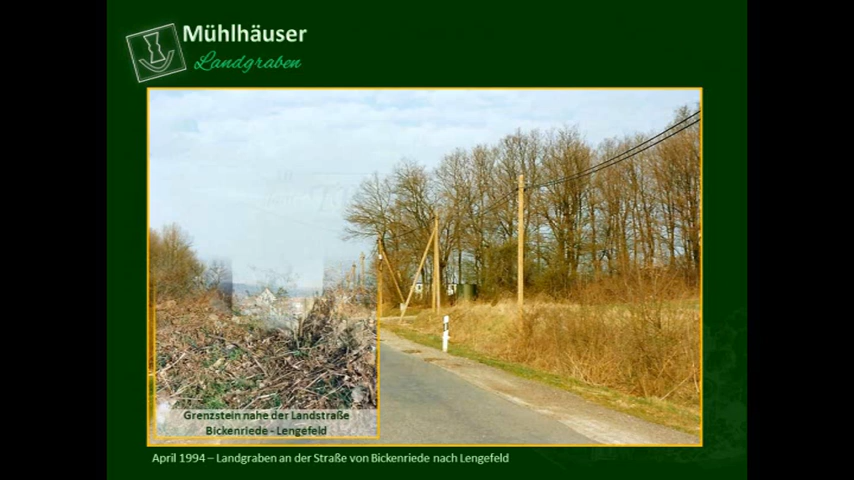 Mühlhäuser
Landgraben
Grenzstein nahe der Landstraße
Bickenriede - Lengefeld
April 1994 – Landgraben an der Straße von Bickenriede nach Lengefeld